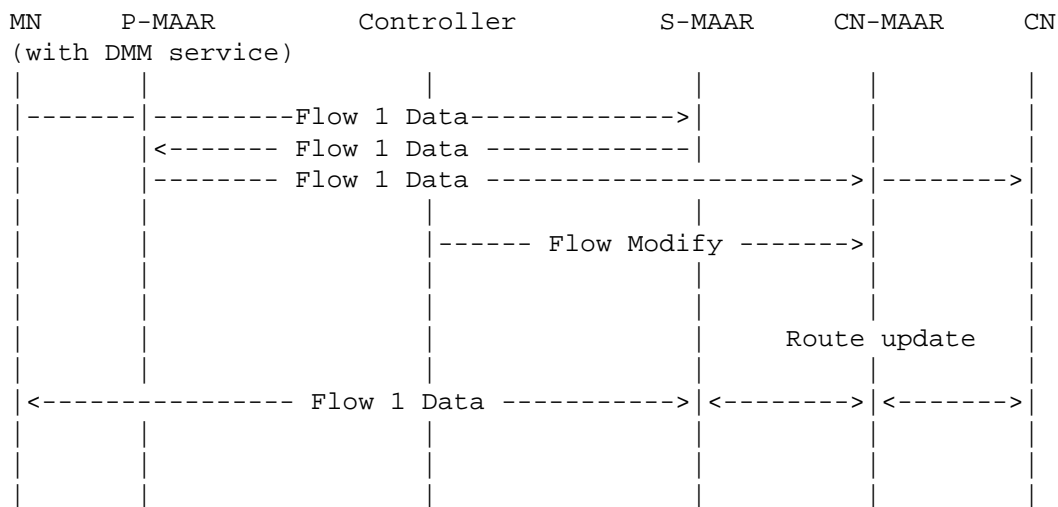 MN P-MAAR Controller S-MAAR CN-MAAR CN
(with DMM service)
Flow 1 Data
Flow 1 Data
Flow 1 Data
Flow Modify
Route update
Flow 1 Data